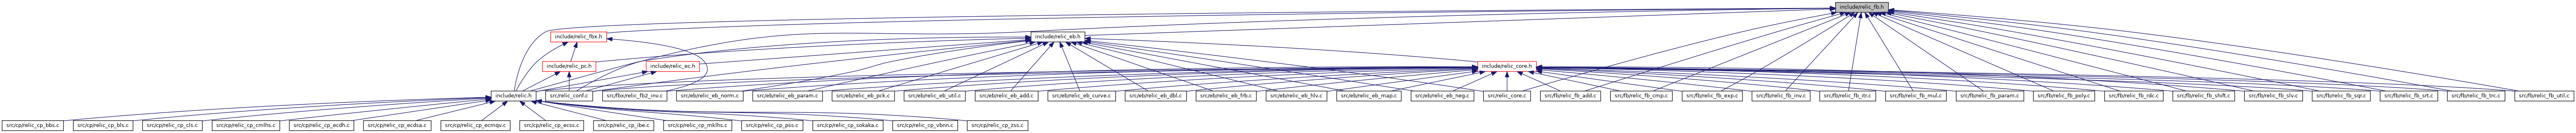 include/relic_fb.h
include/relic_fbx.h
include/relic_eb.h
include/relic_pc.h
include/relic_ec.h
include/relic_core.h
include/relic.h
src/relic_conf.c
src/fbx/relic_fb2_inv.c
src/eb/relic_eb_norm.c
src/eb/relic_eb_param.c
src/eb/relic_eb_pck.c
src/eb/relic_eb_util.c
src/eb/relic_eb_add.c
src/eb/relic_eb_curve.c
src/eb/relic_eb_dbl.c
src/eb/relic_eb_frb.c
src/eb/relic_eb_hlv.c
src/eb/relic_eb_map.c
src/eb/relic_eb_neg.c
src/relic_core.c
src/fb/relic_fb_add.c
src/fb/relic_fb_cmp.c
src/fb/relic_fb_exp.c
src/fb/relic_fb_inv.c
src/fb/relic_fb_itr.c
src/fb/relic_fb_mul.c
src/fb/relic_fb_param.c
src/fb/relic_fb_poly.c
src/fb/relic_fb_rdc.c
src/fb/relic_fb_shift.c
src/fb/relic_fb_slv.c
src/fb/relic_fb_sqr.c
src/fb/relic_fb_srt.c
src/fb/relic_fb_trc.c
src/fb/relic_fb_util.c
src/cp/relic_cp_bbs.c
src/cp/relic_cp_bls.c
src/cp/relic_cp_cls.c
src/cp/relic_cp_cmlhs.c
src/cp/relic_cp_ecdh.c
src/cp/relic_cp_ecdsa.c
src/cp/relic_cp_ecmqv.c
src/cp/relic_cp_ecss.c
src/cp/relic_cp_ibe.c
src/cp/relic_cp_mklhs.c
src/cp/relic_cp_pss.c
src/cp/relic_cp_sokaka.c
src/cp/relic_cp_vbnn.c
src/cp/relic_cp_zss.c